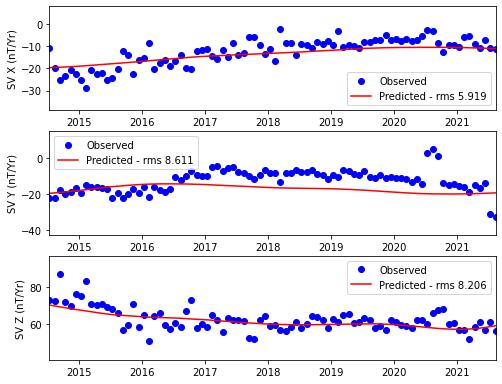 SV X (nT/Yr)
0
−10
−20
−30
Observed
Predicted - rms 5.919
2015 2016 2017 2018 2019 2020 2021
SV Y (nT/Yr)
0
−20
−40
Observed
Predicted - rms 8.611
2015 2016 2017 2018 2019 2020 2021
SV Z (nT/Yr)
80
60
Observed
Predicted - rms 8.206
2015 2016 2017 2018 2019 2020 2021